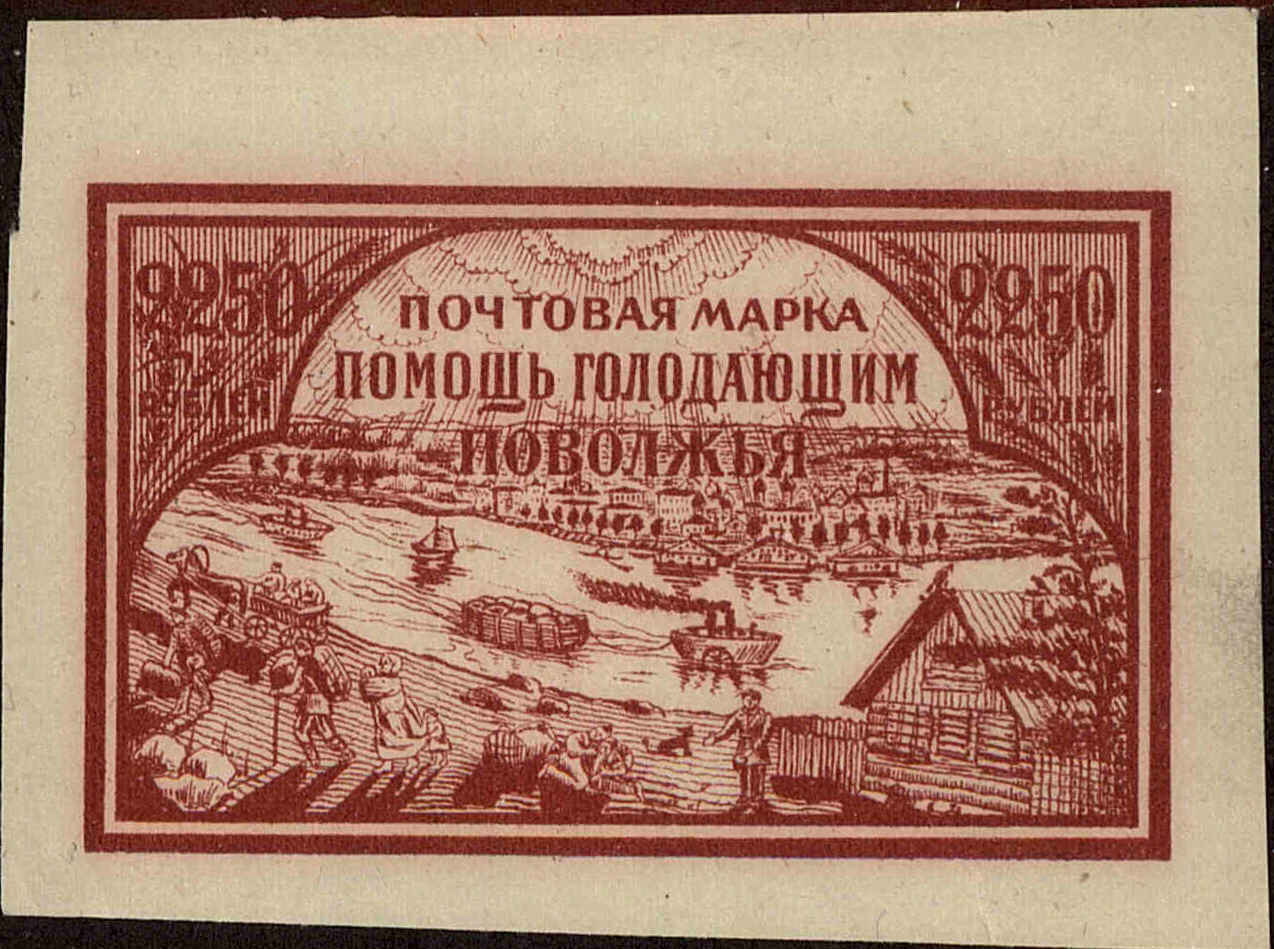 2250 2250
ПОЧТОВАЯ МАРКА
ПОМОЩЬ ГОЛОДАЮЩИМ
РУБЛЕЙ РУБЛЕЙ
ПОВОЛЖЬЯ